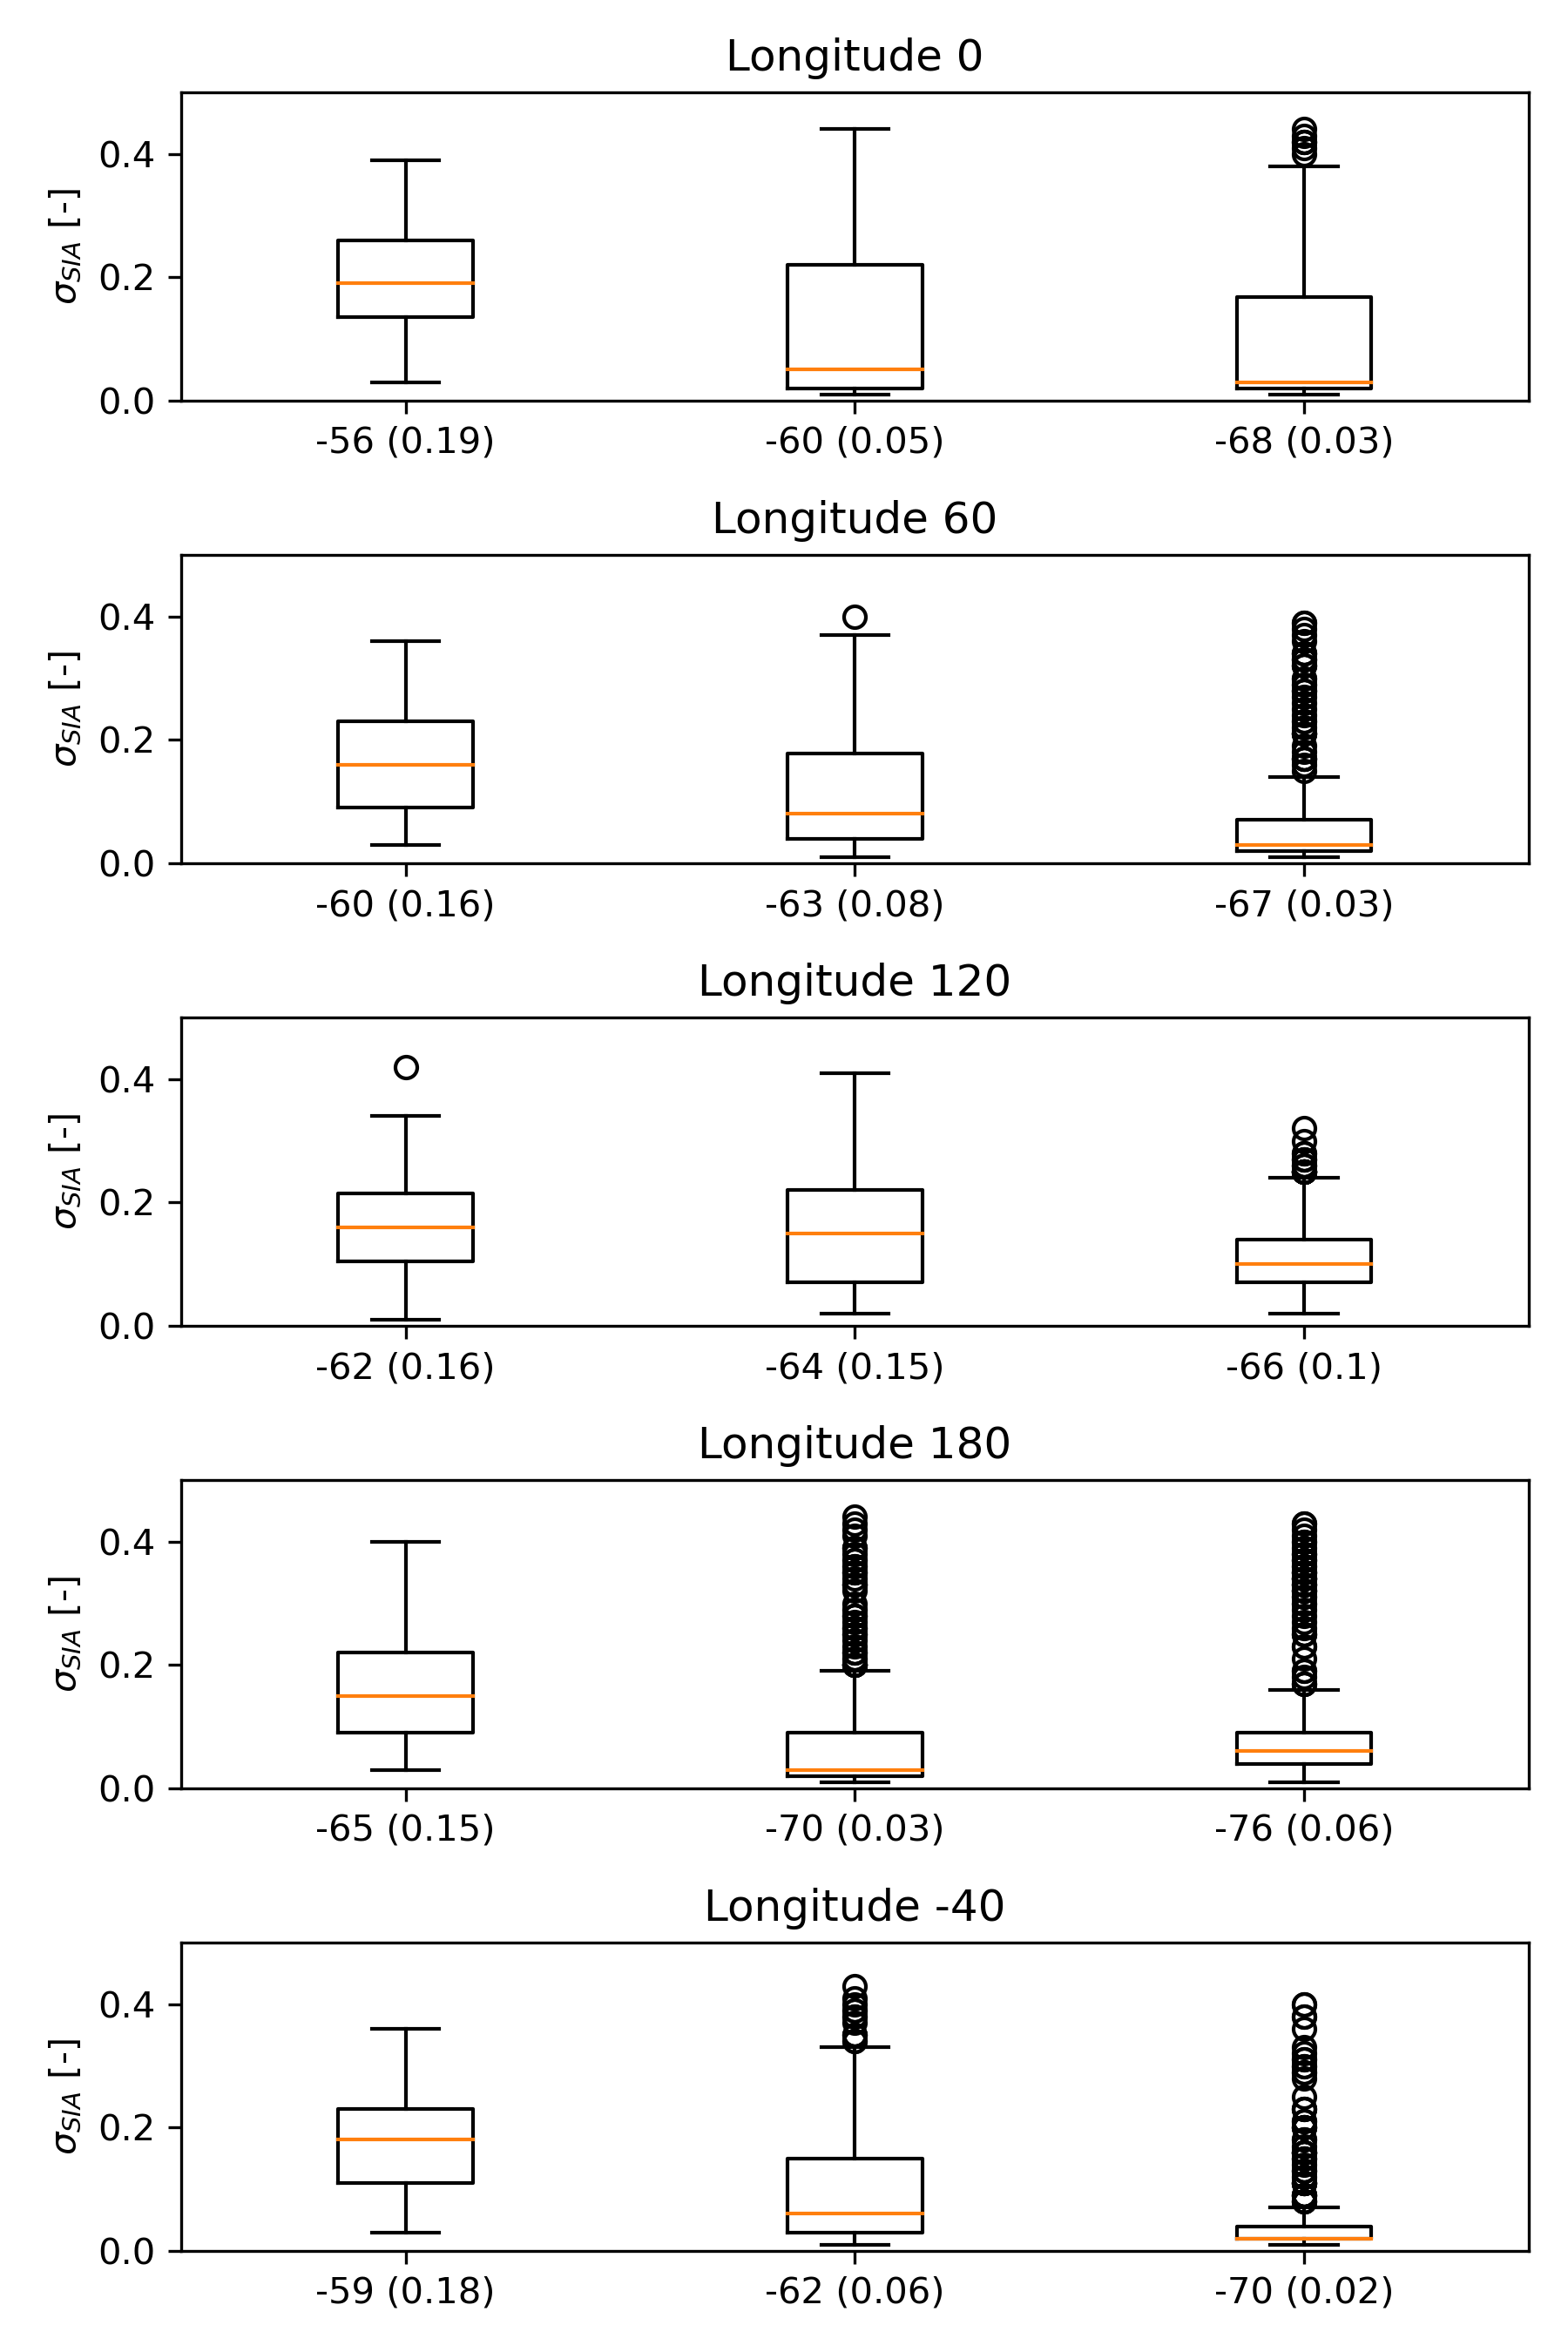 Longitude 0
σSIA [-]
0.4
0.2
0.0
-56 (0.19) -60 (0.05) -68 (0.03)
Longitude 60
σSIA [-]
0.4
0.2
0.0
-60 (0.16) -63 (0.08) -67 (0.03)
Longitude 120
σSIA [-]
0.4
0.2
0.0
-62 (0.16) -64 (0.15) -66 (0.1)
Longitude 180
σSIA [-]
0.4
0.2
0.0
-65 (0.15) -70 (0.03) -76 (0.06)
Longitude -40
σSIA [-]
0.4
0.2
0.0
-59 (0.18) -62 (0.06) -70 (0.02)